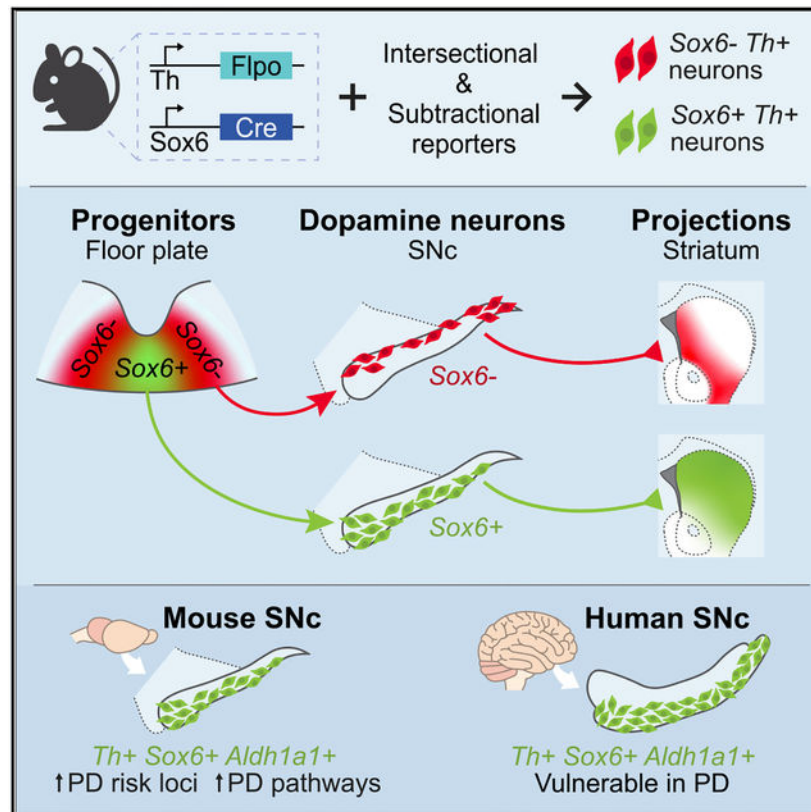 Th
Flpo
Sox6
Cre
+
Intersectional
&
Subtractional
reporters
Sox6- Th+
neurons
Sox6+ Th+
neurons
Progenitors
Floor plate
Dopamine neurons
SNc
Projections
Striatum
Sox6-
Sox6+
Sox6-
Sox6-
Sox6+
Mouse SNc
Th+ Sox6+ Aldh1a1+
↑PD risk loci ↑PD pathways
Human SNc
Th+ Sox6+ Aldh1a1+
Vulnerable in PD